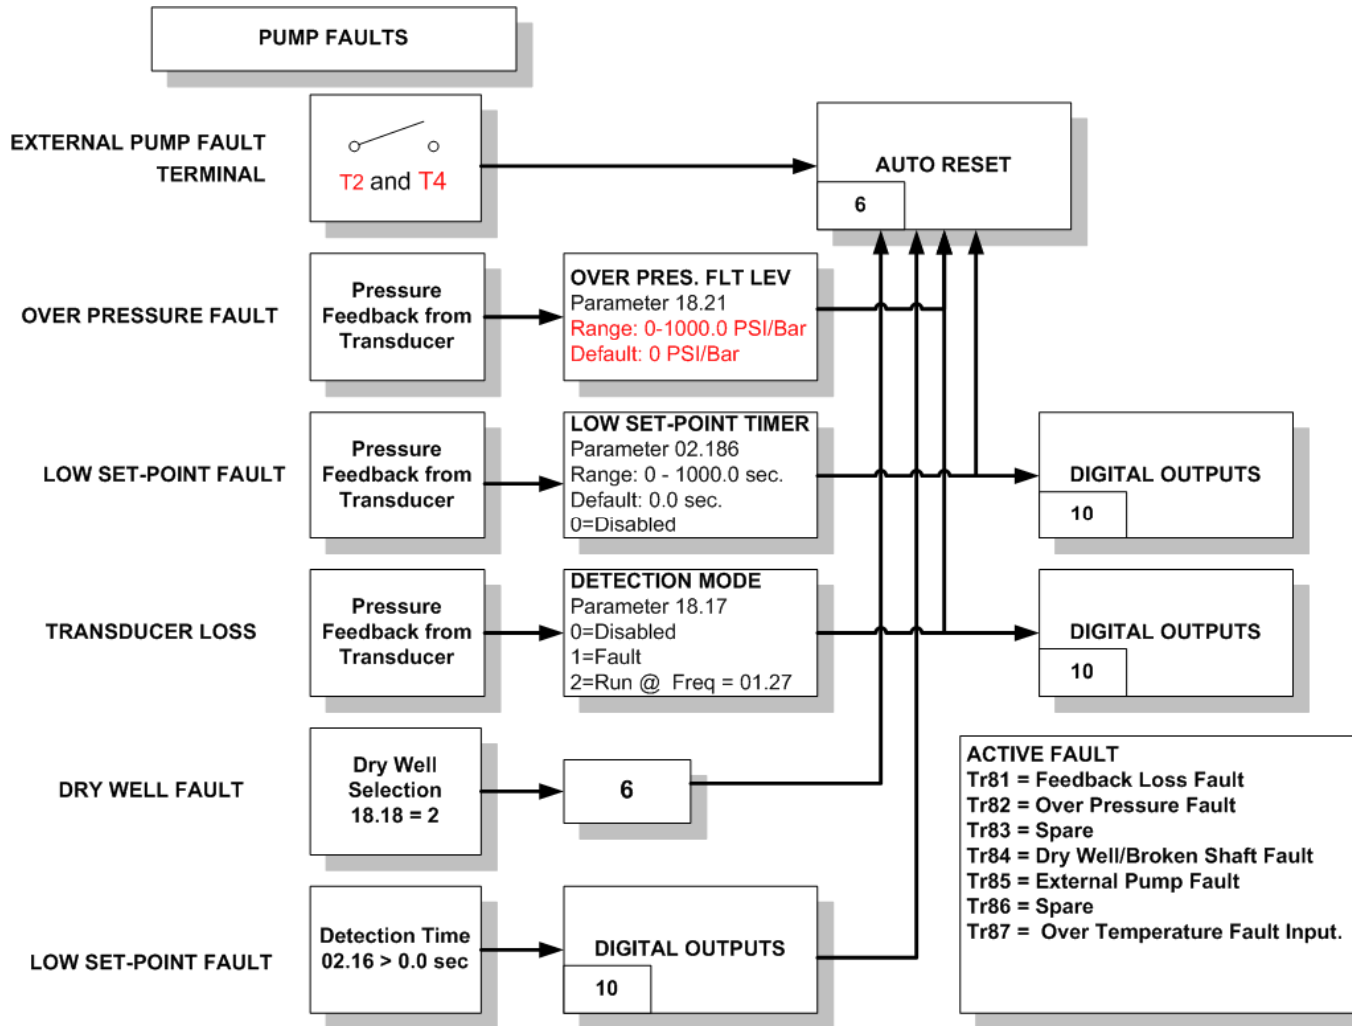 PUMP FAULTS
EXTERNAL PUMP FAULT
TERMINAL
T2 and T4
AUTO RESET
6
OVER PRESSURE FAULT
Pressure
Feedback from
Transducer
OVER PRES. FLT LEV
Parameter 18.21
Range: 0-1000.0 PSI/Bar
Default: 0 PSI/Bar
LOW SET-POINT FAULT
Pressure
Feedback from
Transducer
LOW SET-POINT TIMER
Parameter 02.186
Range: 0 - 1000.0 sec.
Default: 0.0 sec.
0=Disabled
DIGITAL OUTPUTS
10
TRANSDUCER LOSS
Pressure
Feedback from
Transducer
DETECTION MODE
Parameter 18.17
0=Disabled
1=Fault
2=Run @ Freq = 01.27
DIGITAL OUTPUTS
10
DRY WELL FAULT
Dry Well
Selection
18.18 = 2
6
LOW SET-POINT FAULT
Detection Time
02.16 > 0.0 sec
DIGITAL OUTPUTS
10
ACTIVE FAULT
Tr81 = Feedback Loss Fault
Tr82 = Over Pressure Fault
Tr83 = Spare
Tr84 = Dry Well/Broken Shaft Fault
Tr85 = External Pump Fault
Tr86 = Spare
Tr87 = Over Temperature Fault Input.